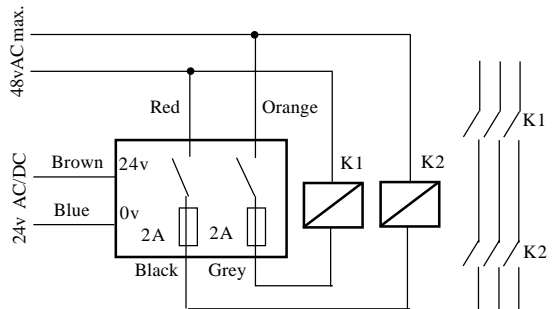 48vAC max.
Red
Orange
K1
24v AC/DC
Brown
24v
K1
K2
Blue
0v
2A
2A
K2
Black
Grey